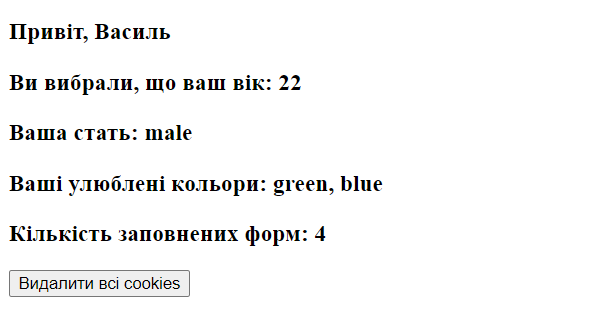 Привіт, Василь
Ви вибрали, що ваш вік: 22
Ваша стать: male
Ваші улюблені кольори: green, blue
Кількість заповнених форм: 4
Видалити всі cookies